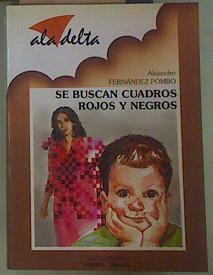 ala delta
Alejandro
FERNÁNDEZ POMBO
SE BUSCAN CUADROS
ROJOS Y NEGROS